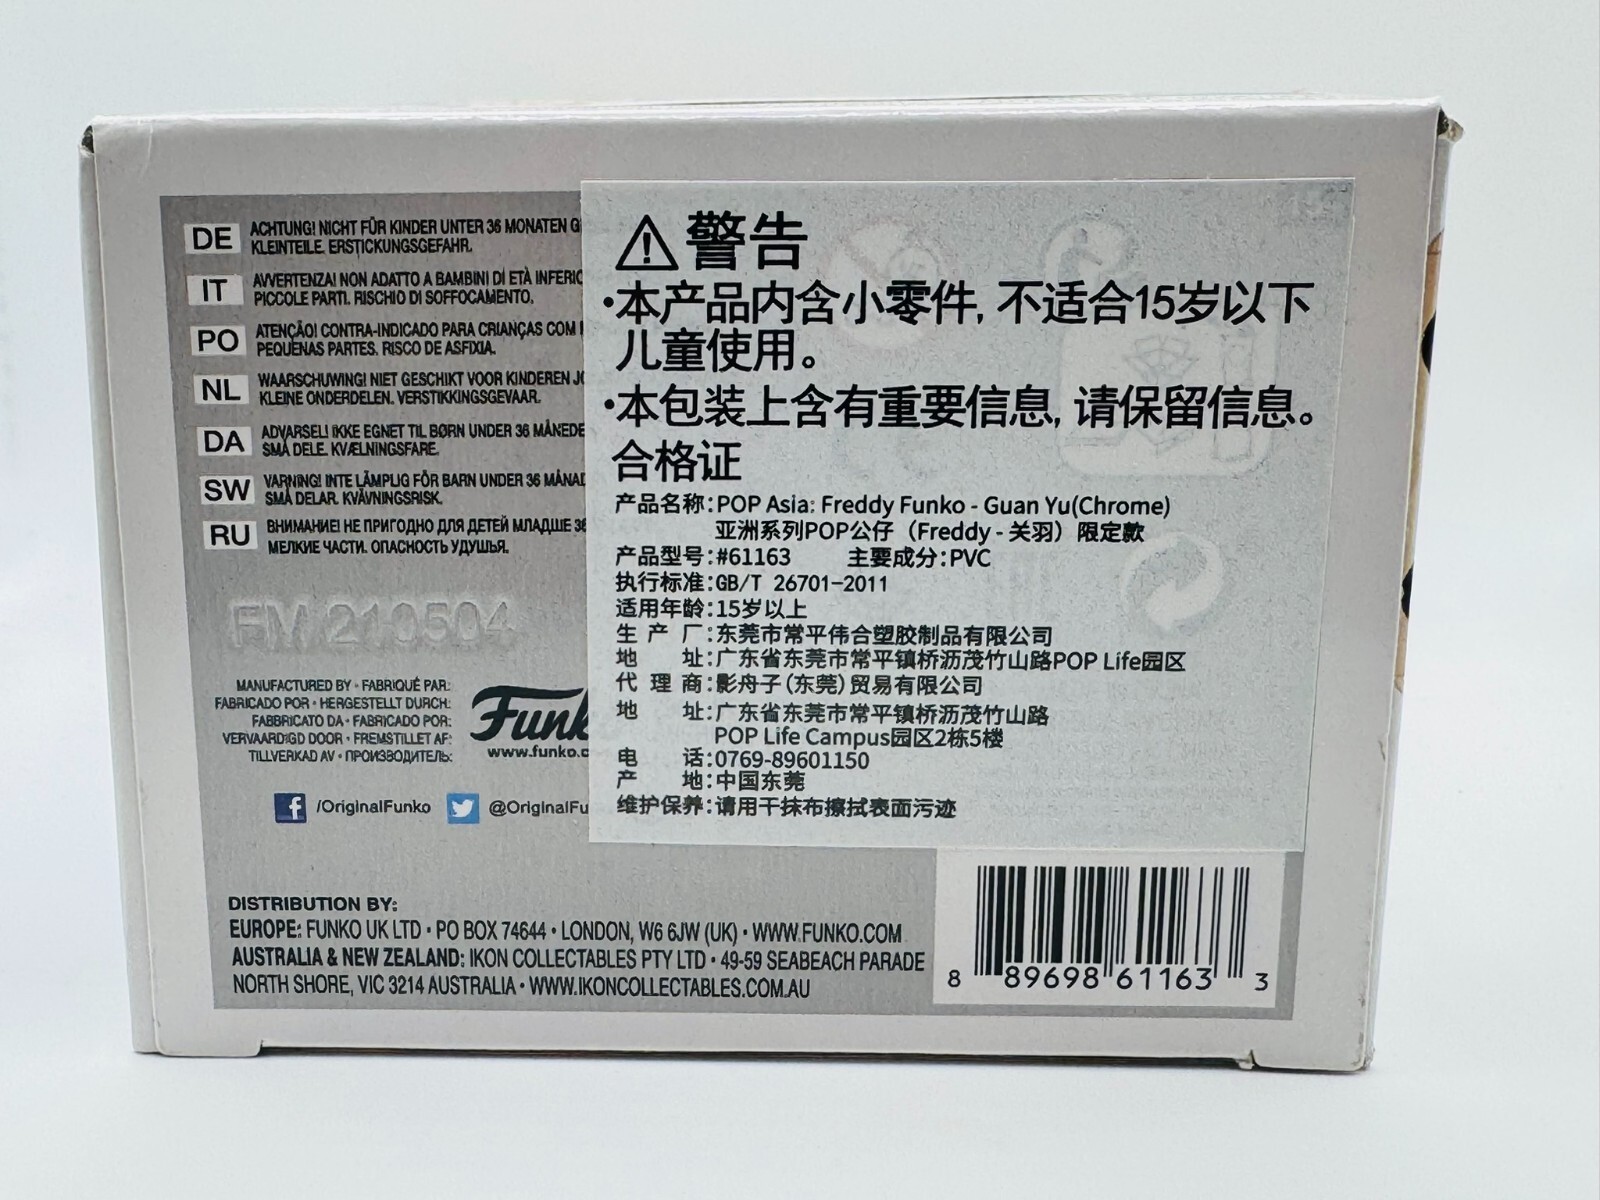 DE ACHTUNG! NICHT FÜR KINDER UNTER 36 MONATEN G
KLEINTEILE. ERSTICKUNGSGEFAHR.
IT AVVERTENZA! NON ADATTO A BAMBINI DI ETÀ INFERIO
PICCOLE PARTI. RISCHIO DI SOFFOCAMENTO.
PO ATENÇÃO! CONTRA-INDICADO PARA CRIANÇAS COM
PEQUENAS PARTES. RISCO DE ASFIXIA.
NL WAARSCHUWING! NIET GESCHIKT VOOR KINDEREN JO
KLEINE ONDERDELEN. VERSTIKKINGSGEVAAR.
DA ADVARSEL! IKKE EGNET TIL BØRN UNDER 36 MÅNEDE
SMÅ DELE. KVÆLNINGSFARE.
SW VARNING! INTE LÄMPLIG FÖR BARN UNDER 36 MÅNAD
SMÅ DELAR. KVÄVNINGSRISK.
RU ВНИМАНИЕ! НЕ ПРИГОДНО ДЛЯ ДЕТЕЙ МЛАДШЕ 36
МЕЛКИЕ ЧАСТИ. ОПАСНОСТЬ УДУШЬЯ.
FW 210504
MANUFACTURED BY • FABRIQUÉ PAR:
FABRICADO POR • HERGESTELLT DURCH:
FABBRICATO DA • FABRICADO POR:
VERVAARDIGD DOOR • FREMSTILLET AF:
TILLVERKAD AV • ПРОИЗВОДИТЕЛЬ:
Funk
www.funko.c
/OriginalFunko @OriginalFu
警告
·本产品内含小零件, 不适合15岁以下
儿童使用。
·本包装上含有重要信息, 请保留信息。
合格证
产品名称:POP Asia: Freddy Funko - Guan Yu(Chrome)
亚洲系列POP公仔（Freddy - 关羽）限定款
产品型号:#61163 主要成分:PVC
执行标准:GB/T 26701-2011
适用年龄:15岁以上
生产厂:东莞市常平伟合塑胶制品有限公司
地址:广东省东莞市常平镇桥沥茂竹山路POP Life园区
代理商:影舟子(东莞)贸易有限公司
地址:广东省东莞市常平镇桥沥茂竹山路
POP Life Campus园区2栋5楼
电话:0769-89601150
产地:中国东莞
维护保养:请用干抹布擦拭表面污迹
DISTRIBUTION BY:
EUROPE: FUNKO UK LTD • PO BOX 74644 • LONDON, W6 6JW (UK) • WWW.FUNKO.COM
AUSTRALIA & NEW ZEALAND: IKON COLLECTABLES PTY LTD • 49-59 SEABEACH PARADE
NORTH SHORE, VIC 3214 AUSTRALIA • WWW.IKONCOLLECTABLES.COM.AU
8 89698 61163 3